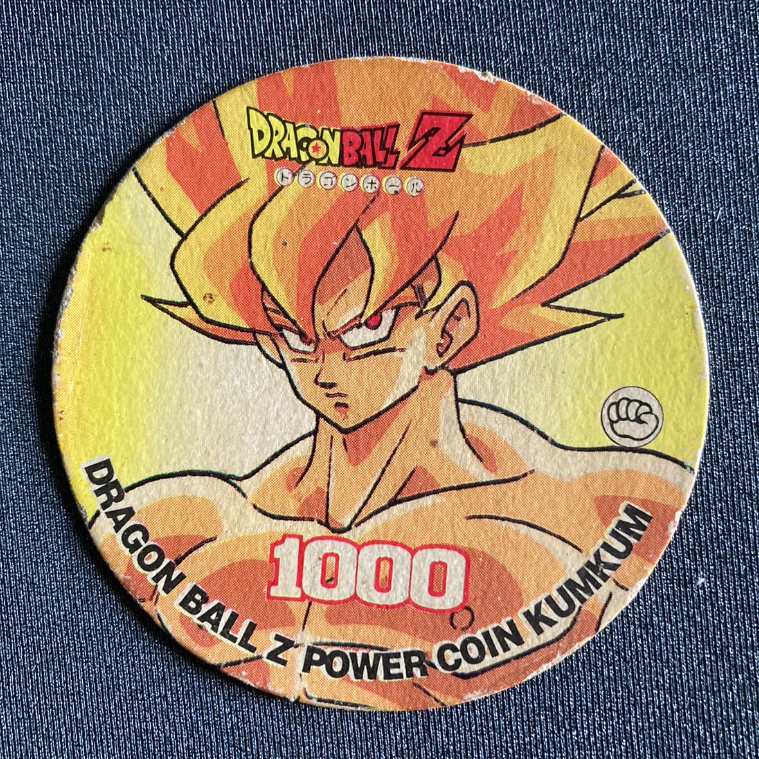 DRAGON BALL Z
ドラゴンボール
1000
DRAGON BALL Z POWER COIN KUMKUM